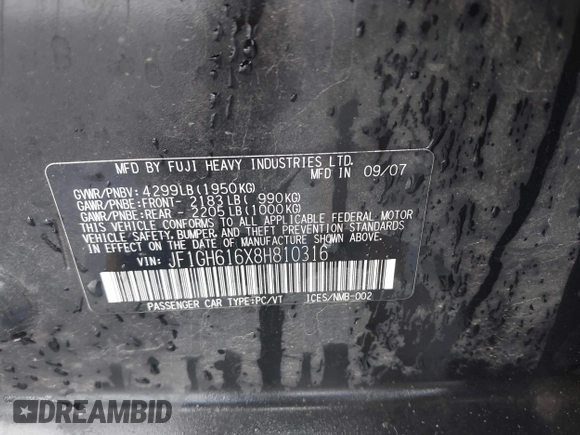 MFD BY FUJI HEAVY INDUSTRIES LTD.
MFD IN 09/07
GVWR/PNBV: 4299LB(1950KG)
GAWR/PNBE: FRONT- 2183LB( 990KG)
GAWR/PNBE: REAR - 2205LB(1000KG)
THIS VEHICLE CONFORMS TO ALL APPLICABLE FEDERAL MOTOR
VEHICLE SAFETY, BUMPER, AND THEFT PREVENTION STANDARDS
IN EFFECT ON THE DATE OF MANUFACTURE SHOWN ABOVE.
VIN: JF1GH616X8H810316
PASSENGER CAR TYPE:PC/VT ICES/NMB-002
DREAMBID